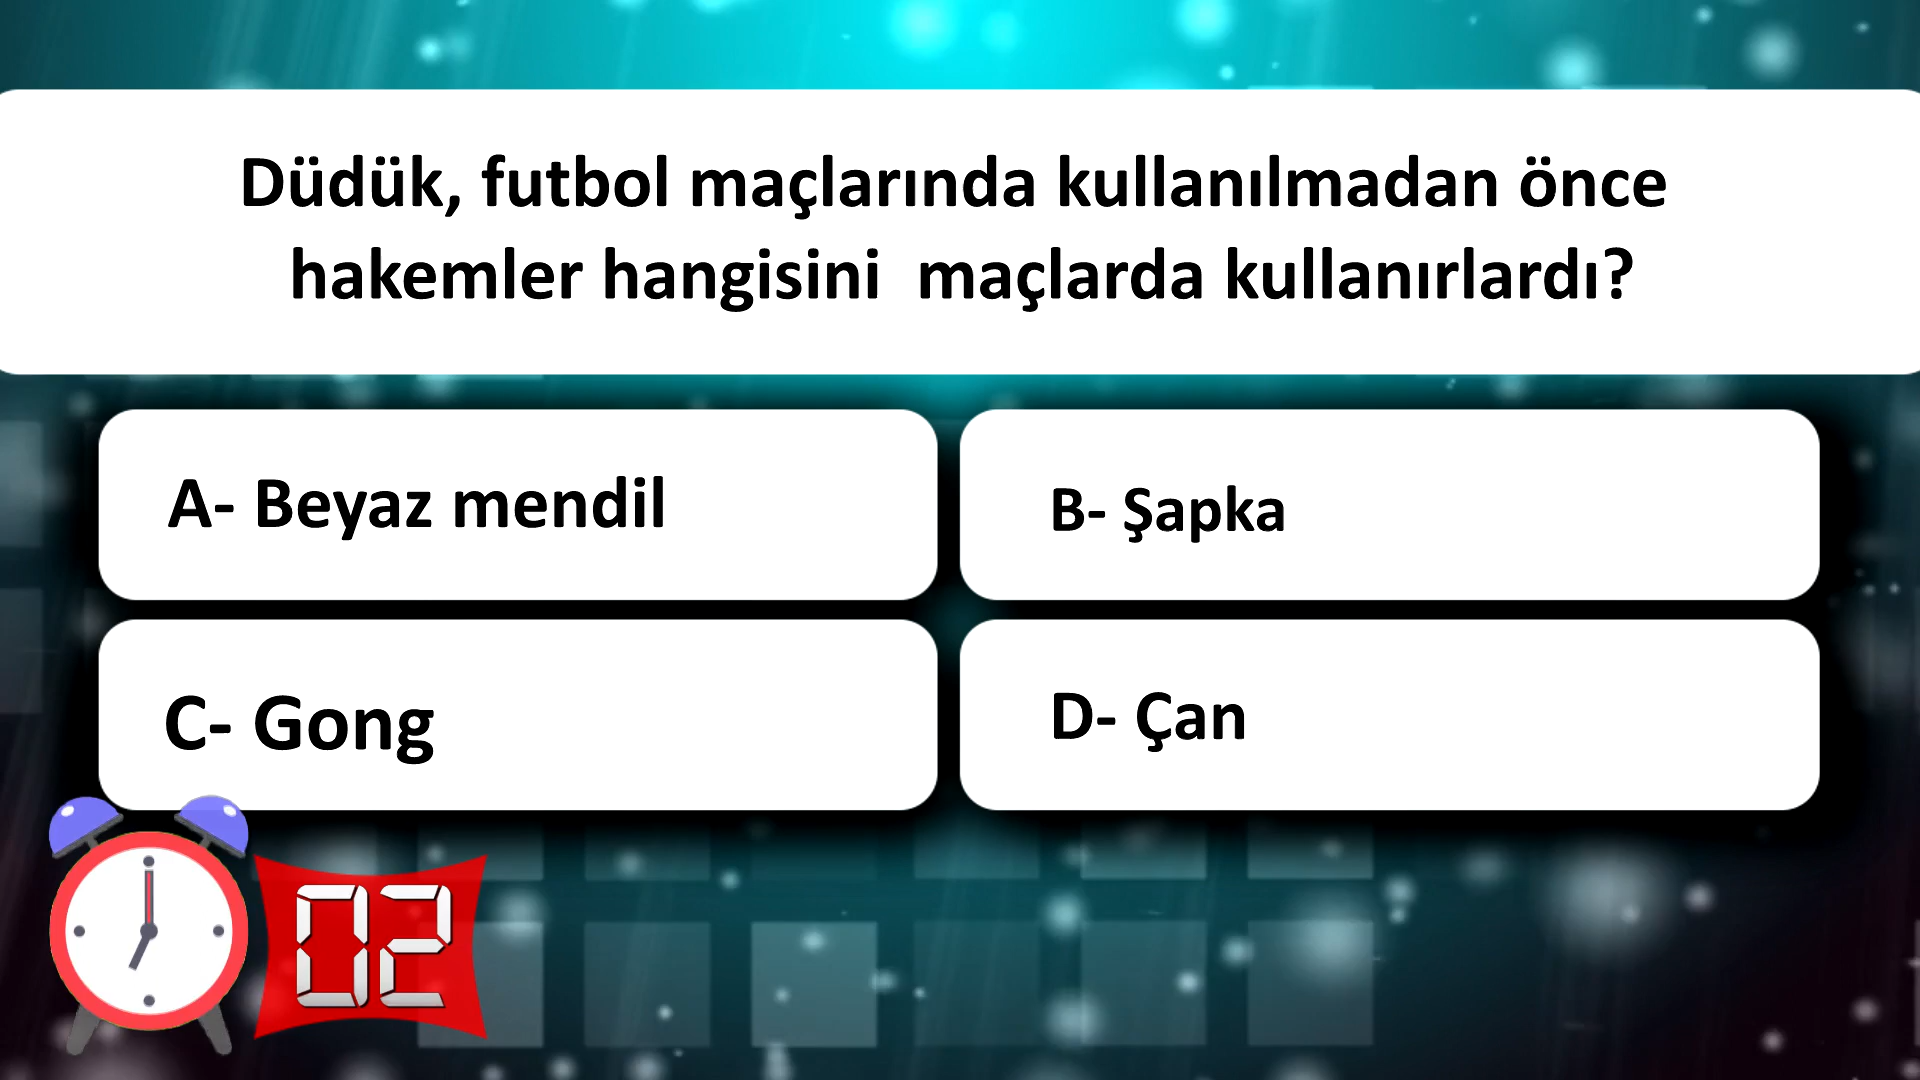 Düdük, futbol maçlarında kullanılmadan önce
hakemler hangisini maçlarda kullanırlardı?
A- Beyaz mendil
B- Şapka
C- Gong
D- Çan
02